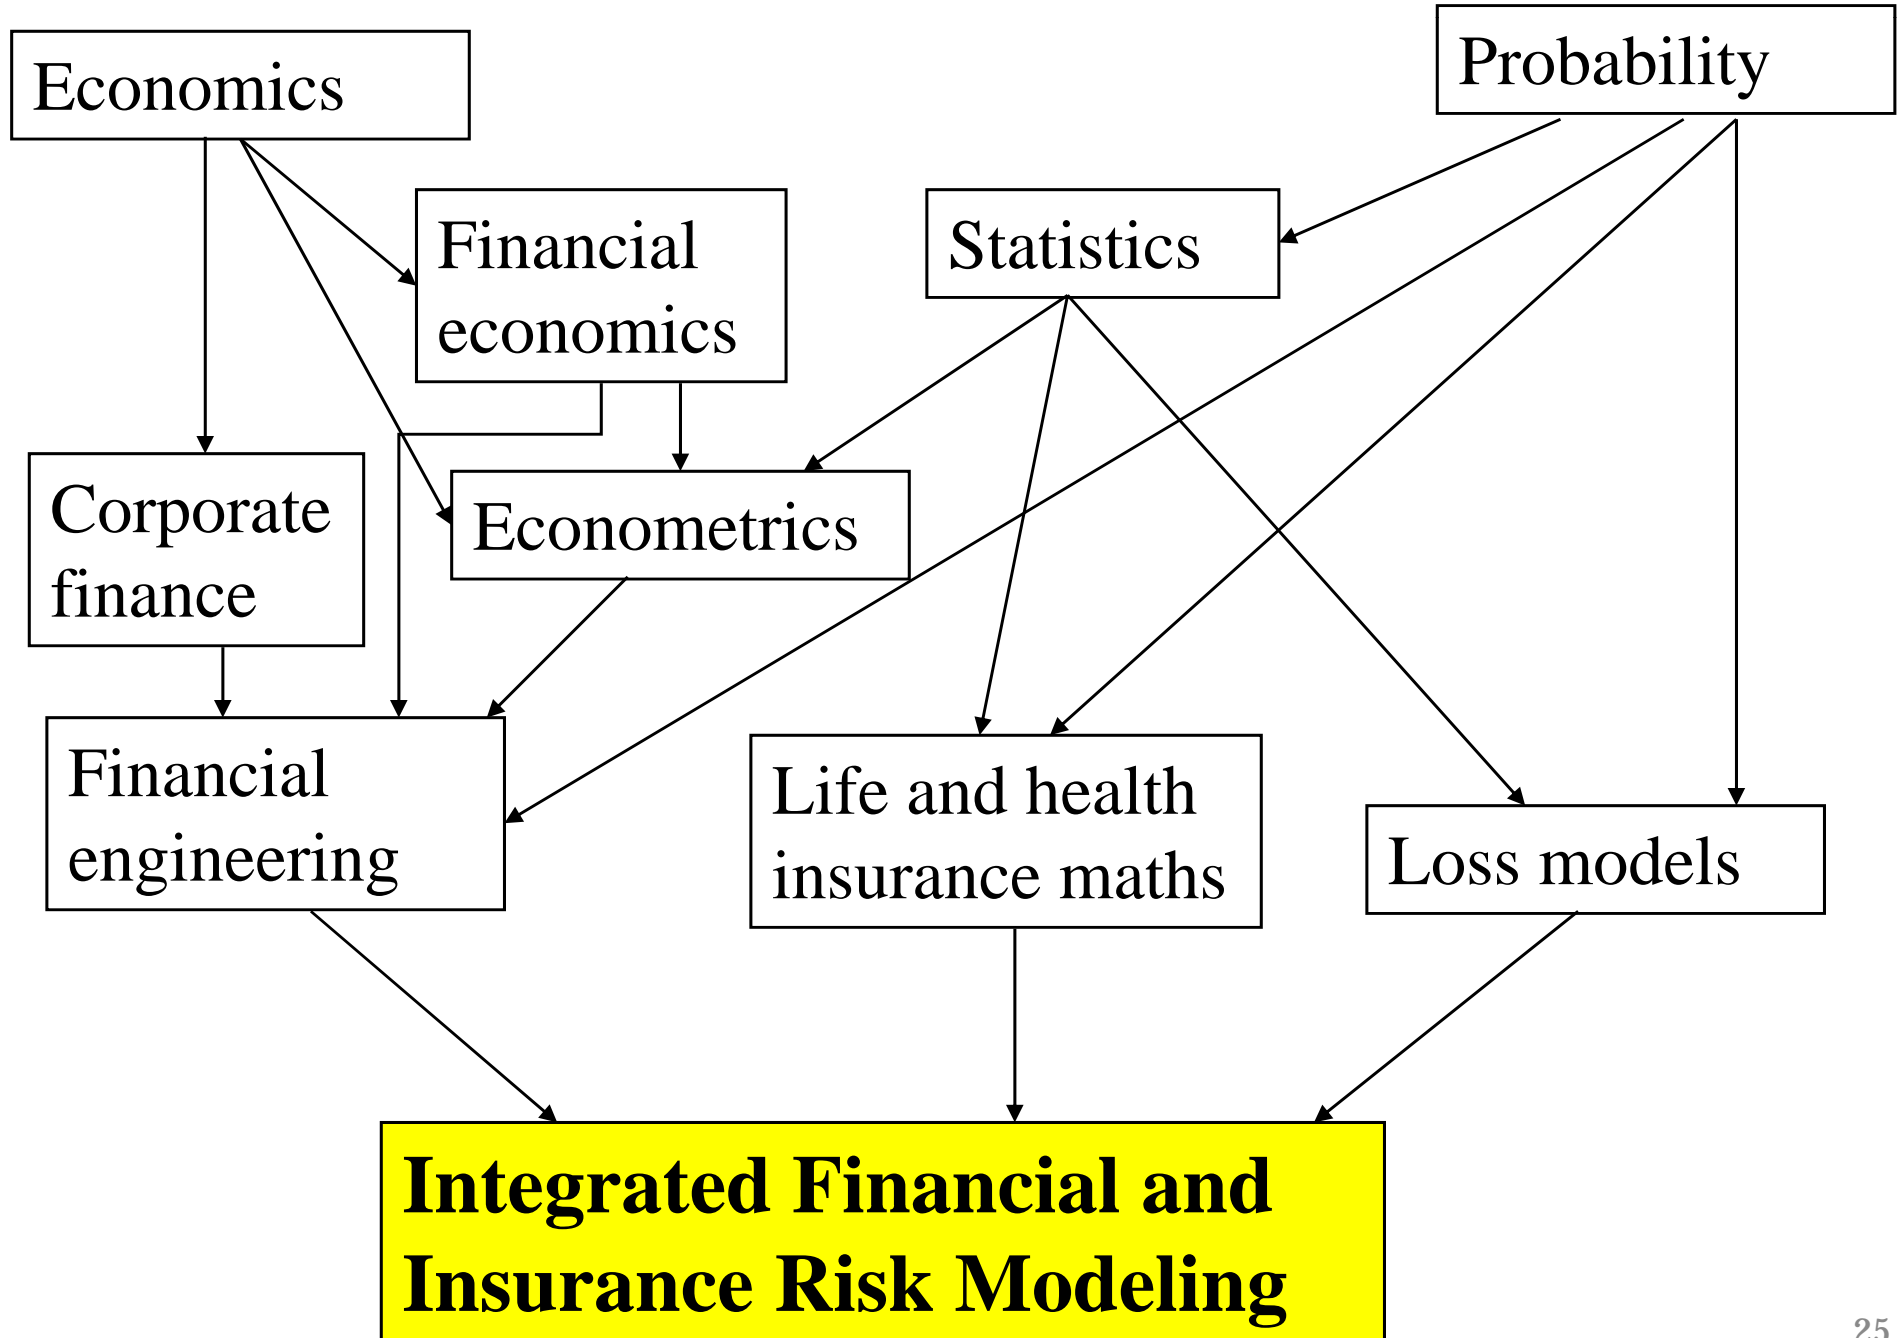 Economics
Probability
Financial
economics
Statistics
Corporate
finance
Econometrics
Financial
engineering
Life and health
insurance maths
Loss models
Integrated Financial and
Insurance Risk Modeling
25